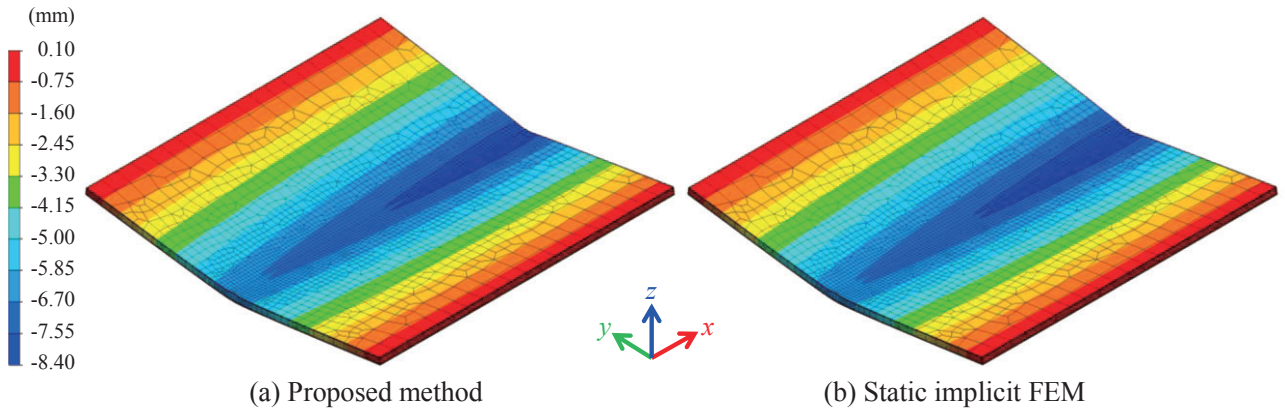 (mm)
0.10
-0.75
-1.60
-2.45
-3.30
-4.15
-5.00
-5.85
-6.70
-7.55
-8.40
z
y
x
(a) Proposed method
(b) Static implicit FEM